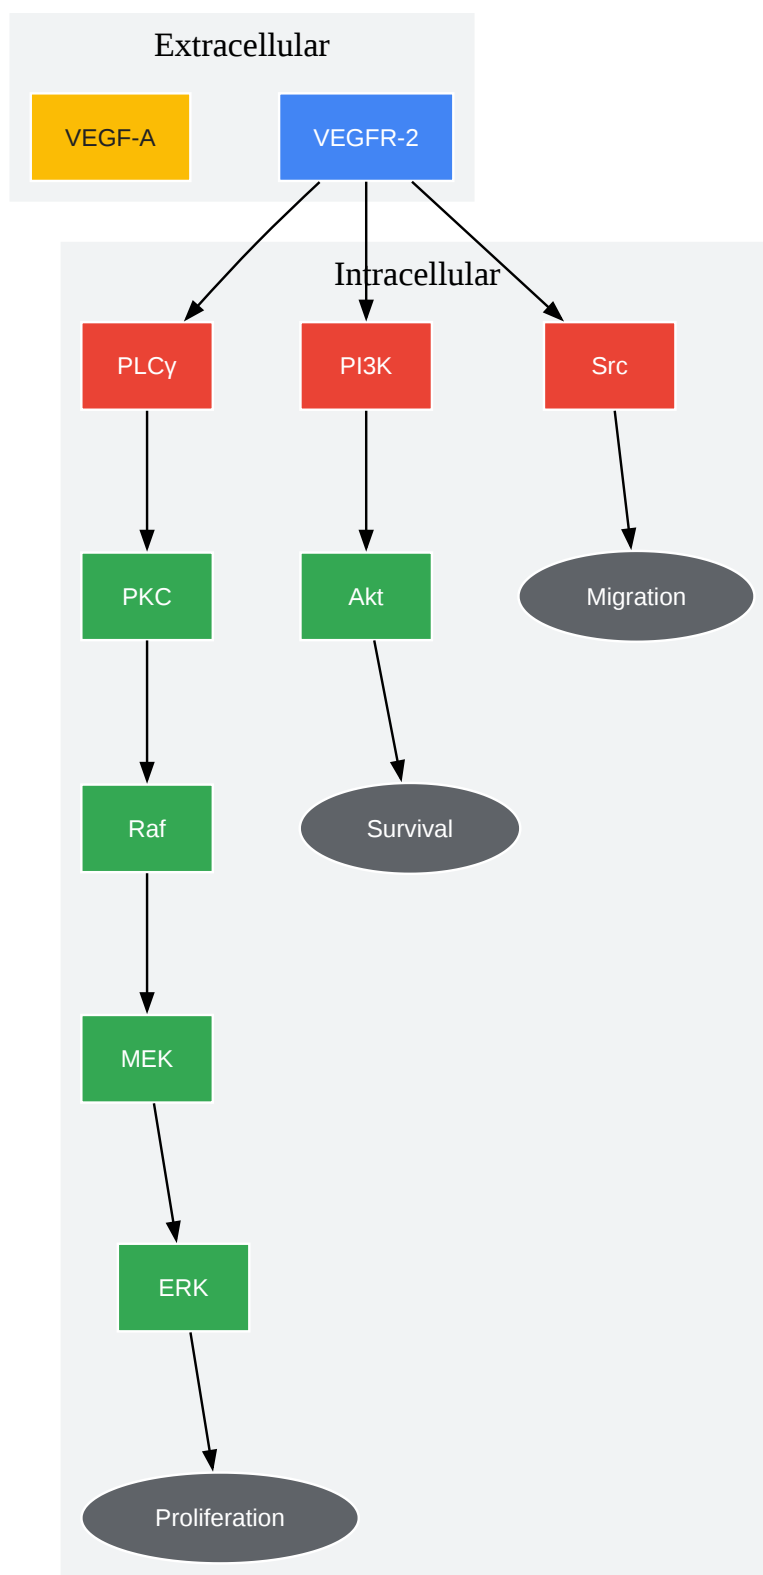 Extracellular
VEGF-A
VEGFR-2
Intracellular
PLCγ
PI3K
Src
PKC
Akt
Migration
Raf
Survival
MEK
ERK
Proliferation